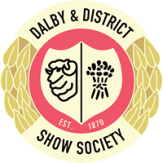 DALBY & DISTRICT
EST. 1870
SHOW SOCIETY